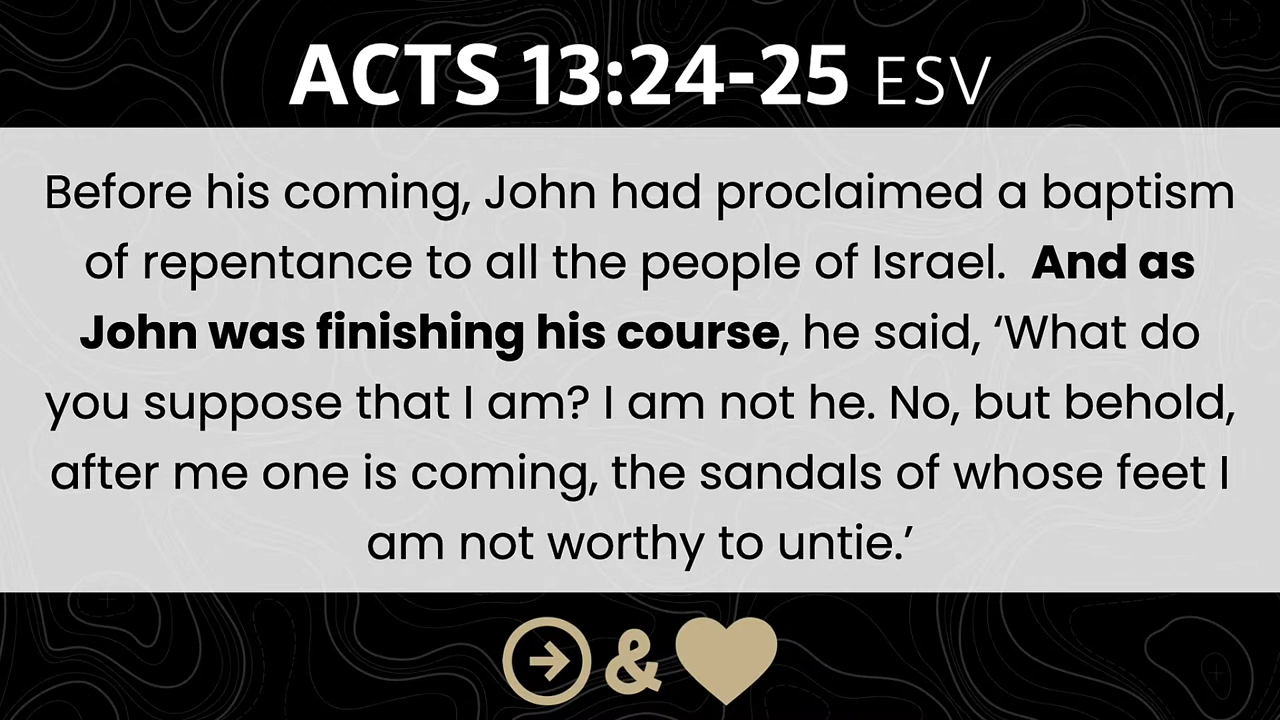 ACTS 13:24-25 ESV
Before his coming, John had proclaimed a baptism
of repentance to all the people of Israel.  And as
John was finishing his course, he said, ‘What do
you suppose that I am? I am not he. No, but behold,
after me one is coming, the sandals of whose feet I
am not worthy to untie.’
&